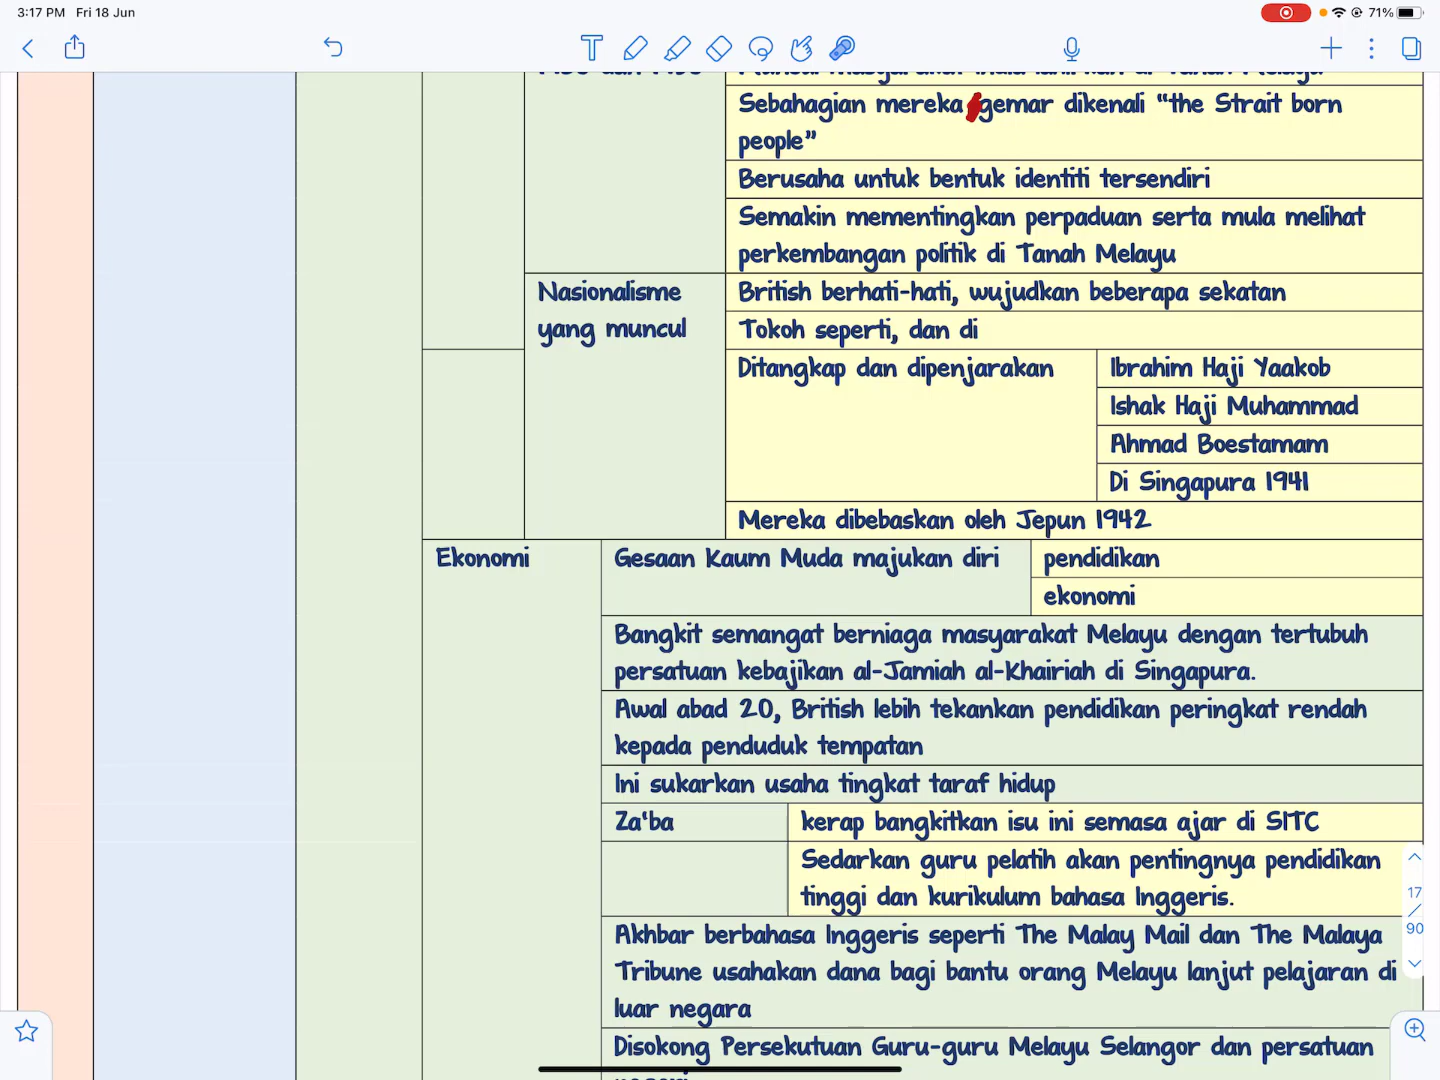 3:17 PM Fri 18 Jun
71%
Sebahagian mereka gemar dikenali “the Strait born
people”
Berusaha untuk bentuk identiti tersendiri
Semakin mementingkan perpaduan serta mula melihat
perkembangan politik di Tanah Melayu
Nasionalisme
yang muncul
British berhati-hati, wujudkan beberapa sekatan
Tokoh seperti, dan di
Ditangkap dan dipenjarakan
Ibrahim Haji Yaakob
Ishak Haji Muhammad
Ahmad Boestamam
Di Singapura 1941
Mereka dibebaskan oleh Jepun 1942
Ekonomi
Gesaan Kaum Muda majukan diri
pendidikan
ekonomi
Bangkit semangat berniaga masyarakat Melayu dengan tertubuh
persatuan kebajikan al-Jamiah al-Khairiah di Singapura.
Awal abad 20, British lebih tekankan pendidikan peringkat rendah
kepada penduduk tempatan
Ini sukarkan usaha tingkat taraf hidup
Za‘ba
kerap bangkitkan isu ini semasa ajar di SITC
Sedarkan guru pelatih akan pentingnya pendidikan
tinggi dan kurikulum bahasa Inggeris.
Akhbar berbahasa Inggeris seperti The Malay Mail dan The Malaya
Tribune usahakan dana bagi bantu orang Melayu lanjut pelajaran di
luar negara
Disokong Persekutuan Guru-guru Melayu Selangor dan persatuan
17
/
90